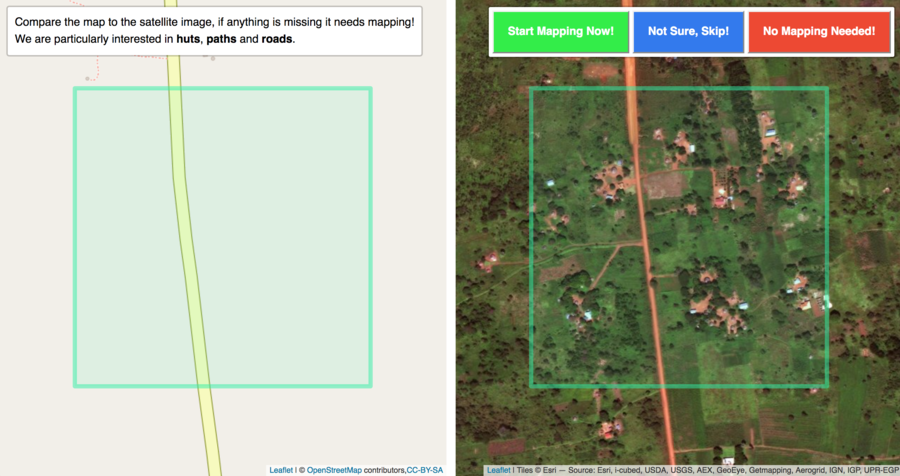 Compare the map to the satellite image, if anything is missing it needs mapping!
We are particularly interested in huts, paths and roads.
Start Mapping Now!
Not Sure, Skip!
No Mapping Needed!
Leaflet | © OpenStreetMap contributors,CC-BY-SA
Leaflet | Tiles © Esri — Source: Esri, i-cubed, USDA, USGS, AEX, GeoEye, Getmapping, Aerogrid, IGN, IGP, UPR-EGP